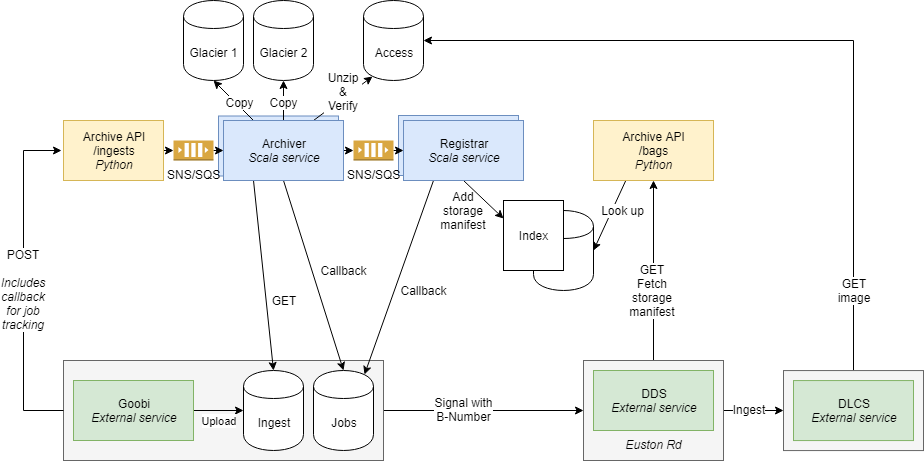 Glacier 1
Glacier 2
Access
Copy
Copy
Unzip
&
Verify
Archive API
/ingests
Python
SNS/SQS
Archiver
Scala service
SNS/SQS
Registrar
Scala service
Archive API
/bags
Python
Add
storage
manifest
Index
Look up
POST
Includes
callback
for job
tracking
GET
Callback
Callback
GET
Fetch
storage
manifest
GET
image
Goobi
External service
Upload
Ingest
Jobs
Signal with
B-Number
DDS
External service
Euston Rd
Ingest
DLCS
External service